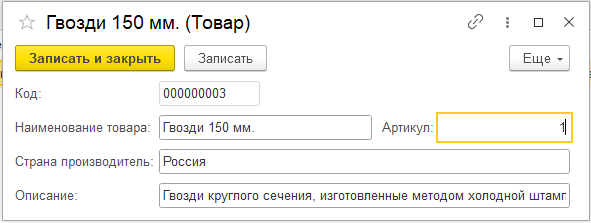 Гвозди 150 мм. (Товар)
Записать и закрыть Записать Еще
Код: 000000003
Наименование товара: Гвозди 150 мм. Артикул: 1
Страна производитель: Россия
Описание: Гвозди круглого сечения, изготовленные методом холодной штамп